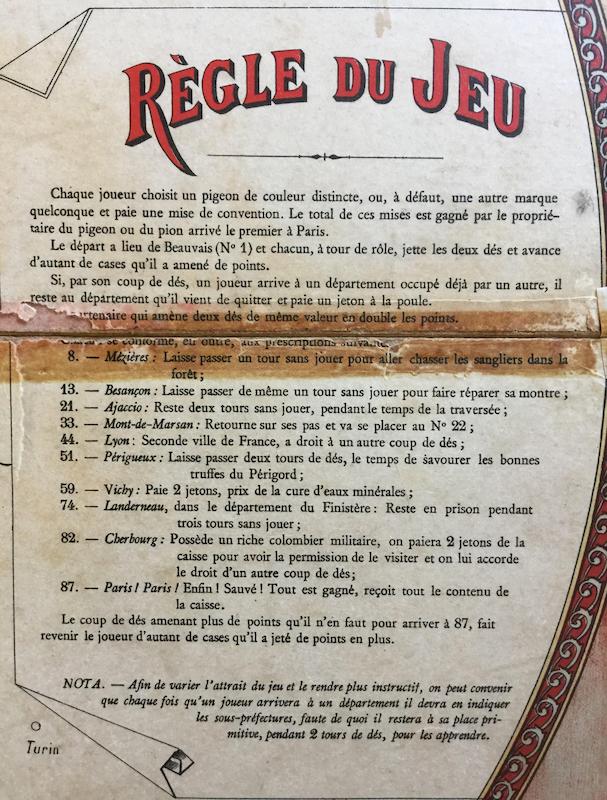 RÈGLE DU JEU
Chaque joueur choisit un pigeon de couleur distincte, ou, à défaut, une autre marque
quelconque et paie une mise de convention. Le total de ces mises est gagné par le proprié-
taire du pigeon ou du pion arrivé le premier à Paris.
Le départ a lieu de Beauvais (Nº 1) et chacun, à tour de rôle, jette les deux dés et avance
d'autant de cases qu'il a amené de points.
Si, par son coup de dés, un joueur arrive à un département occupé déjà par un autre, il
reste au département qu'il vient de quitter et paie un jeton à la poule.
partenaire qui amène deux dés de même valeur en double les points.
se conforme, en outre, aux prescriptions suivantes
8. — Mézières : Laisse passer un tour sans jouer pour aller chasser les sangliers dans la
forêt ;
13. — Besançon : Laisse passer de même un tour sans jouer pour faire réparer sa montre ;
21. — Ajaccio : Reste deux tours sans jouer, pendant le temps de la traversée ;
33. — Mont-de-Marsan : Retourne sur ses pas et va se placer au Nº 22 ;
44. — Lyon : Seconde ville de France, a droit à un autre coup de dés ;
51. — Périgueux : Laisse passer deux tours de dés, le temps de savourer les bonnes
truffes du Périgord ;
59. — Vichy : Paie 2 jetons, prix de la cure d'eaux minérales ;
74. — Landerneau, dans le département du Finistère : Reste en prison pendant
trois tours sans jouer ;
82. — Cherbourg : Possède un riche colombier militaire, on paiera 2 jetons de la
caisse pour avoir la permission de le visiter et on lui accorde
le droit d'un autre coup de dés ;
87. — Paris ! Paris ! Enfin ! Sauvé ! Tout est gagné, reçoit tout le contenu de
la caisse.
Le coup de dés amenant plus de points qu'il n'en faut pour arriver à 87, fait
revenir le joueur d'autant de cases qu'il a jeté de points en plus.
NOTA. — Afin de varier l'attrait du jeu et le rendre plus instructif, on peut convenir
que chaque fois qu'un joueur arrivera à un département il devra en indiquer
les sous-préfectures, faute de quoi il restera à sa place pri-
mitive, pendant 2 tours de dés, pour les apprendre.
Turin